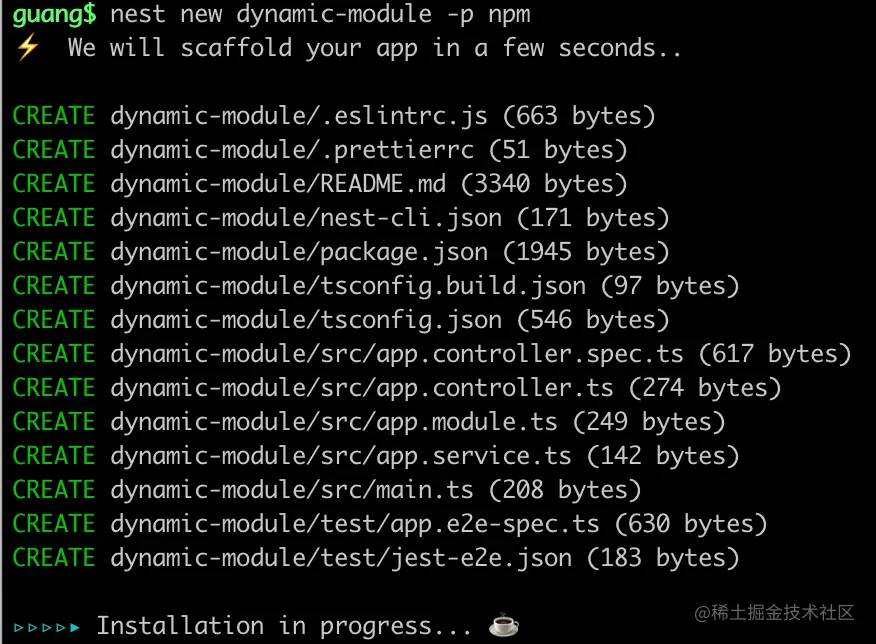 guang$ nest new dynamic-module -p npm
⚡ We will scaffold your app in a few seconds..
CREATE dynamic-module/.eslintrc.js (663 bytes)
CREATE dynamic-module/.prettierrc (51 bytes)
CREATE dynamic-module/README.md (3340 bytes)
CREATE dynamic-module/nest-cli.json (171 bytes)
CREATE dynamic-module/package.json (1945 bytes)
CREATE dynamic-module/tsconfig.build.json (97 bytes)
CREATE dynamic-module/tsconfig.json (546 bytes)
CREATE dynamic-module/src/app.controller.spec.ts (617 bytes)
CREATE dynamic-module/src/app.controller.ts (274 bytes)
CREATE dynamic-module/src/app.module.ts (249 bytes)
CREATE dynamic-module/src/app.service.ts (142 bytes)
CREATE dynamic-module/src/main.ts (208 bytes)
CREATE dynamic-module/test/app.e2e-spec.ts (630 bytes)
CREATE dynamic-module/test/jest-e2e.json (183 bytes)
▹▹▹▹▸ Installation in progress... ☕
@稀土掘金技术社区